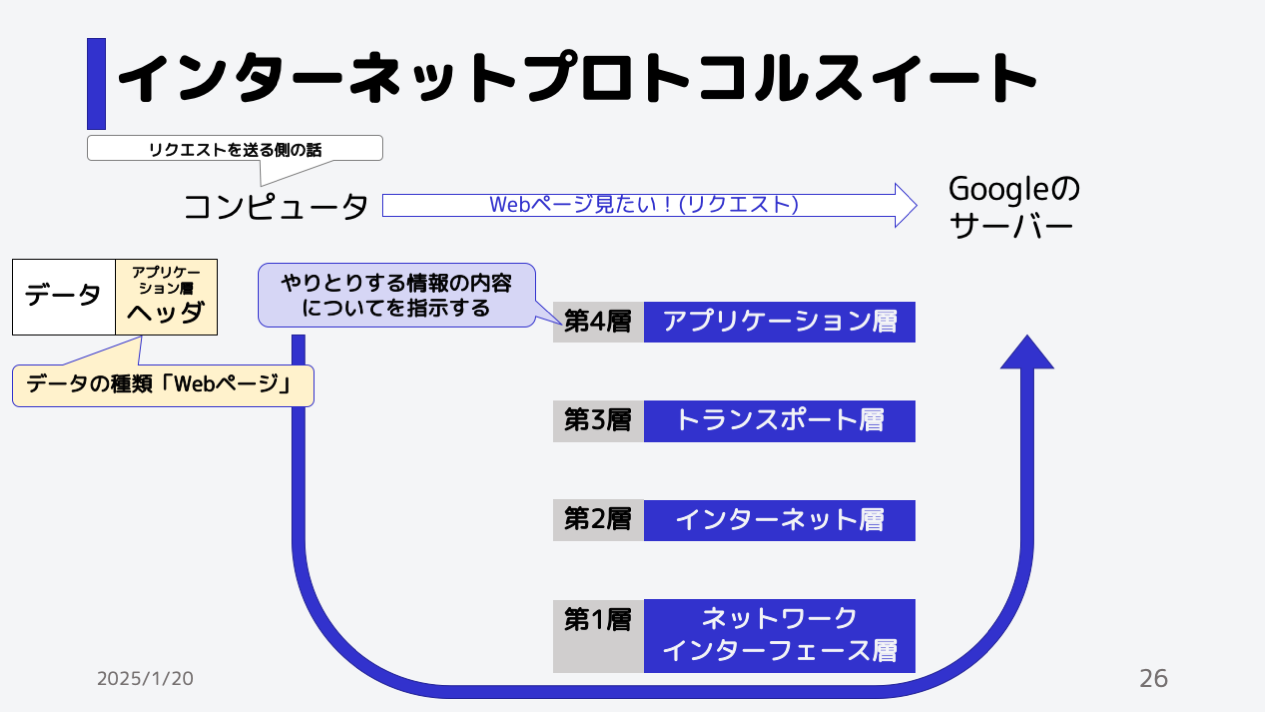 インターネットプロトコルスイート
リクエストを送る側の話
コンピュータ
Webページ見たい！(リクエスト)
Googleの
サーバー
データ
アプリケー
ション層
ヘッダ
やりとりする情報の内容
についてを指示する
データの種類「Webページ」
第4層 アプリケーション層
第3層 トランスポート層
第2層 インターネット層
第1層 ネットワーク
インターフェース層
2025/1/20
26